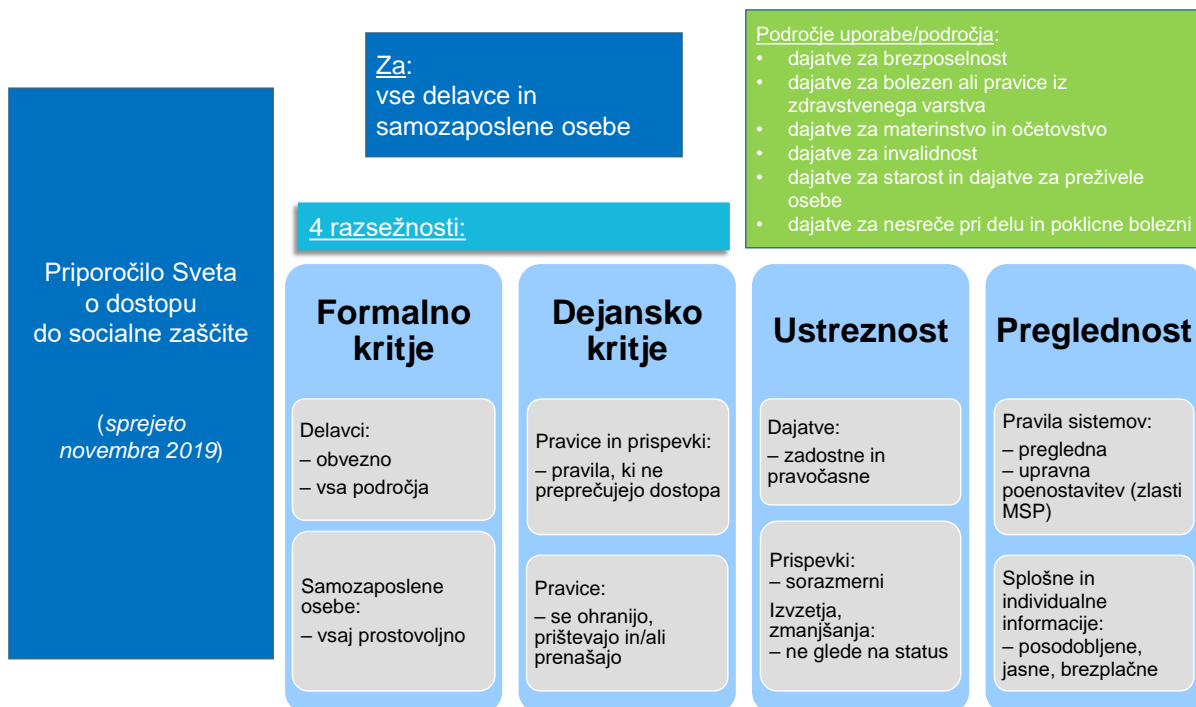 Priporočilo Sveta
o dostopu
do socialne zaščite
(sprejeto
novembra 2019)
Za:
vse delavce in
samozaposlene osebe
Področje uporabe/področja:
• dajatve za brezposelnost
• dajatve za bolezen ali pravice iz
zdravstvenega varstva
• dajatve za materinstvo in očetovstvo
• dajatve za invalidnost
• dajatve za starost in dajatve za preživele
osebe
• dajatve za nesreče pri delu in poklicne bolezni
4 razsežnosti:
Formalno
kritje
Delavci:
– obvezno
– vsa področja
Samozaposlene
osebe:
– vsaj prostovoljno
Dejansko
kritje
Pravice in prispevki:
– pravila, ki ne
preprečujejo dostopa
Pravice:
– se ohranijo,
prištevajo in/ali
prenašajo
Ustreznost
Dajatve:
– zadostne in
pravočasne
Prispevki:
– sorazmerni
Izvzetja,
zmanjšanja:
– ne glede na status
Preglednost
Pravila sistemov:
– pregledna
– upravna
poenostavitev (zlasti
MSP)
Splošne in
individualne
informacije:
– posodobljene,
jasne, brezplačne